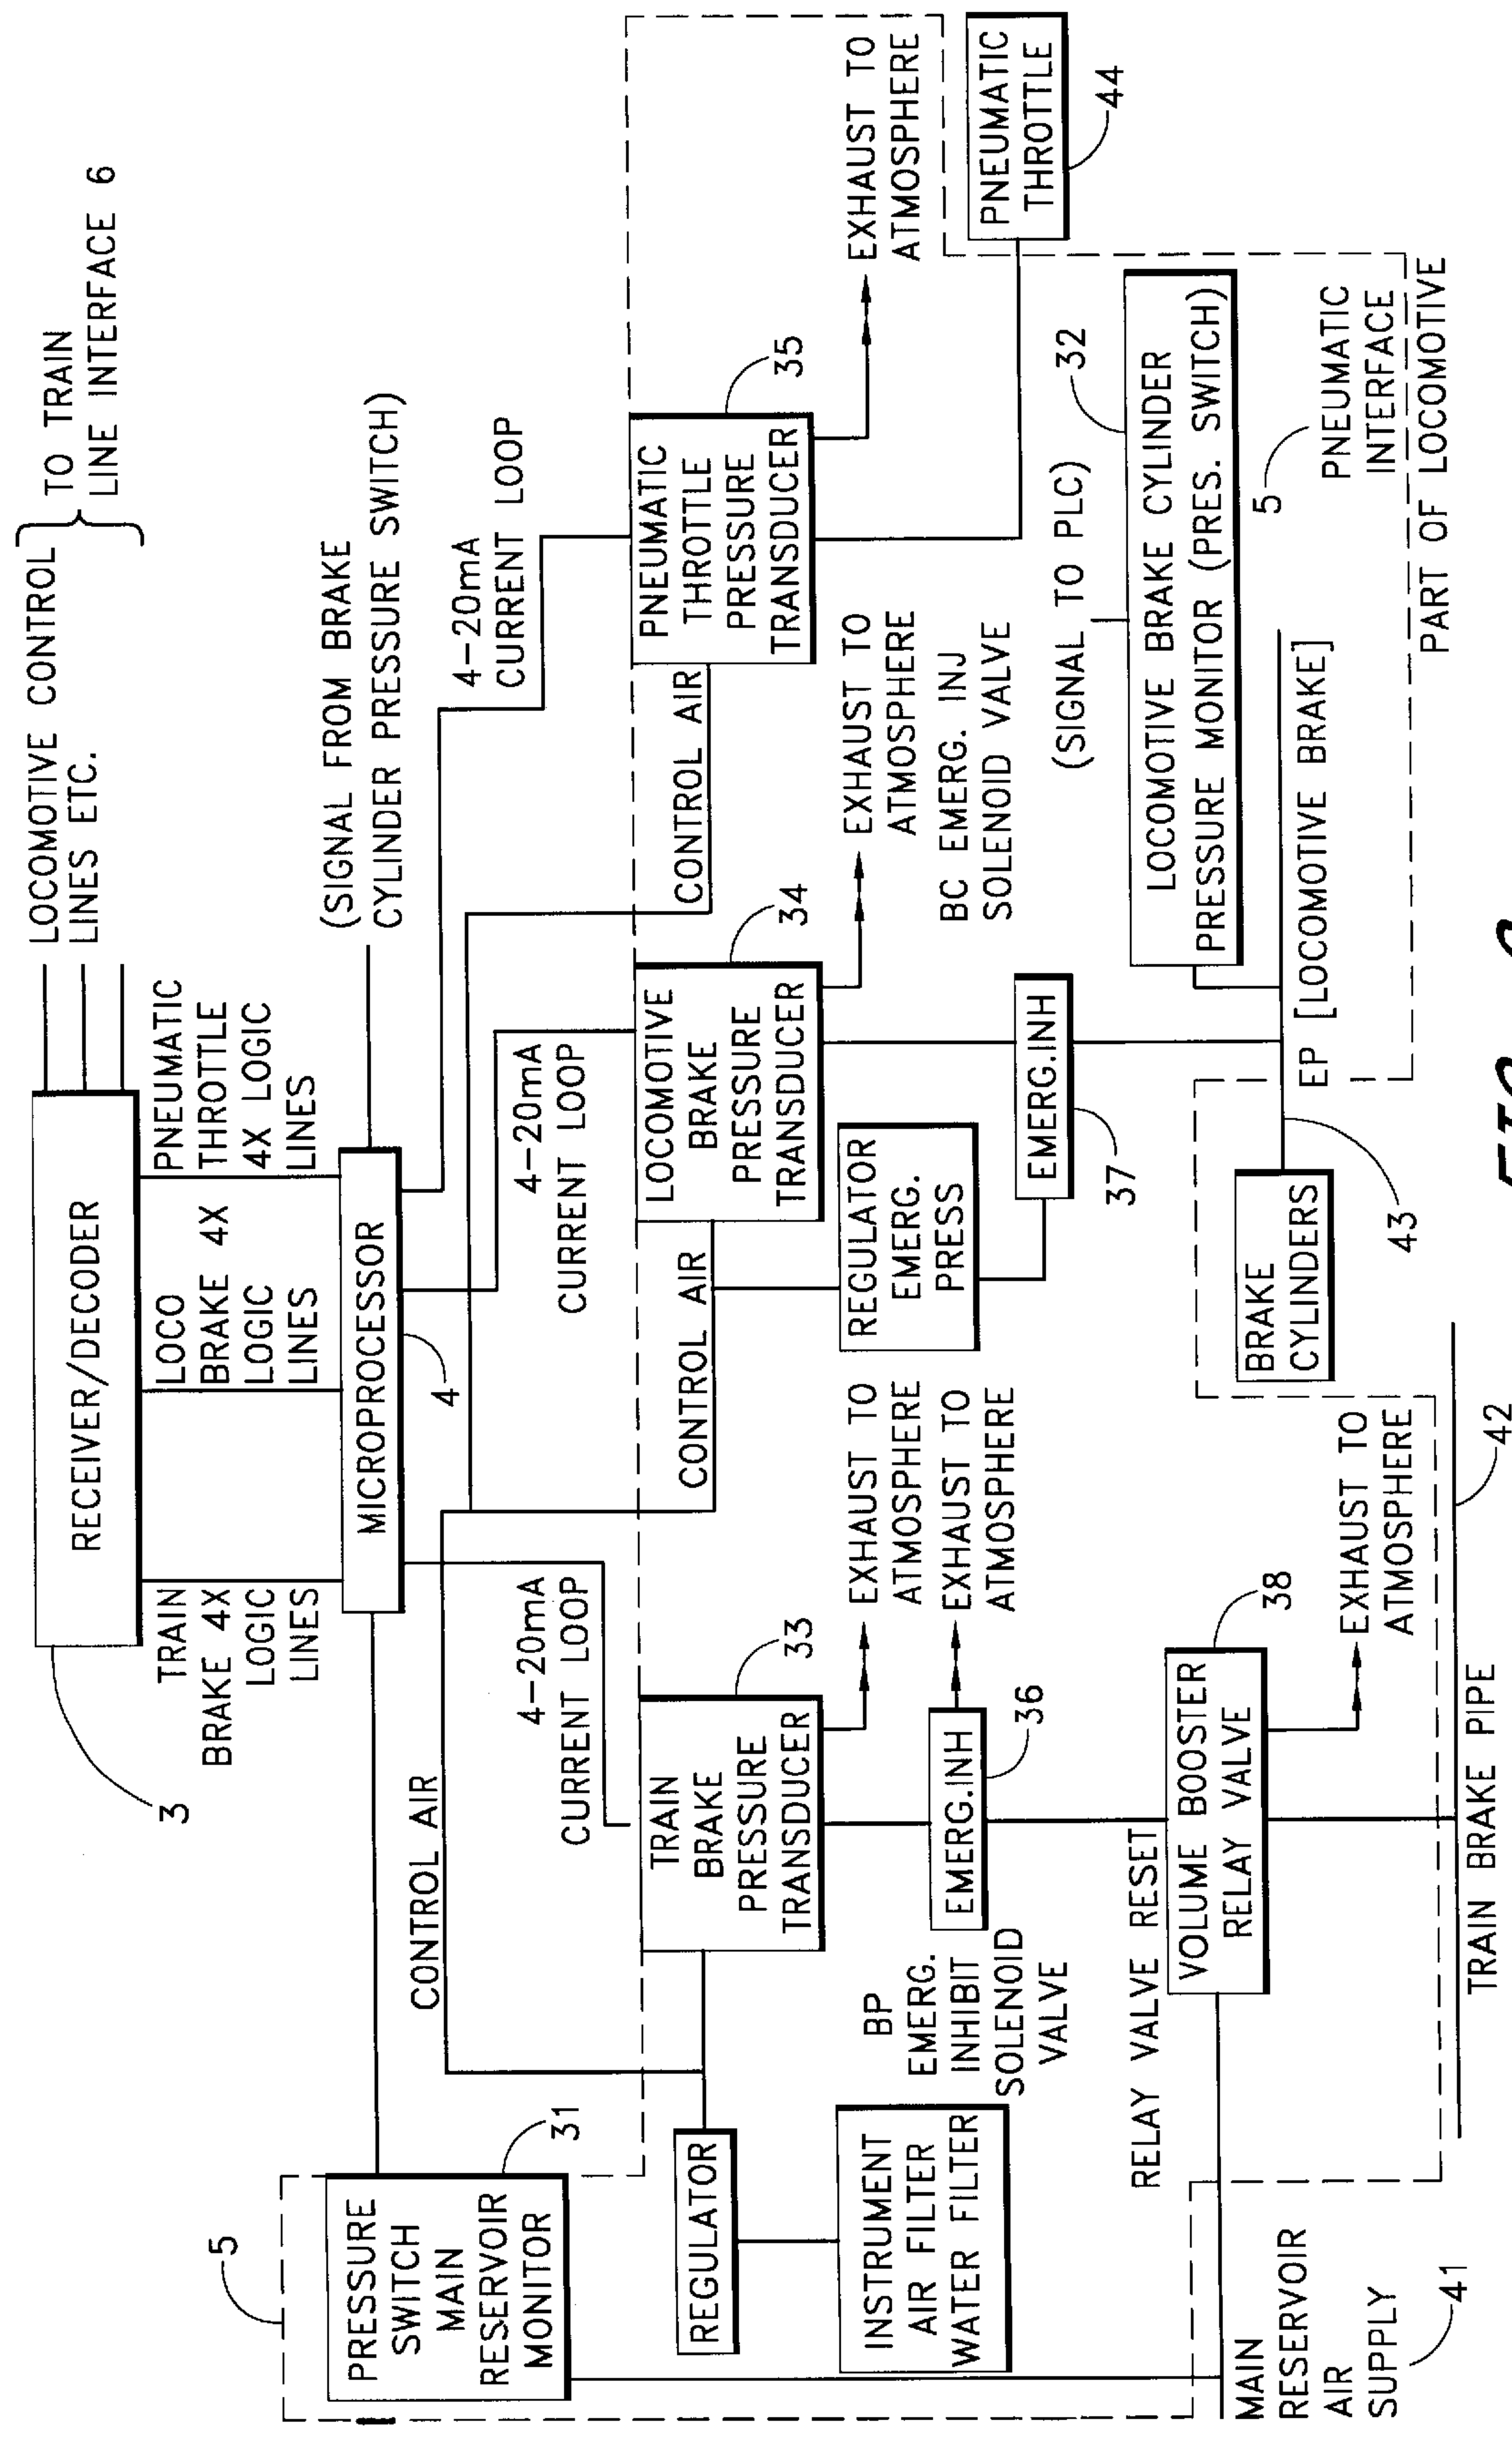 LOCOMOTIVE CONTROL
LINES ETC.
TO TRAIN
LINE INTERFACE 6
RECEIVER/DECODER
3
TRAIN
BRAKE 4X
LOGIC
LINES
LOCO
BRAKE 4X
LOGIC
LINES
PNEUMATIC
THROTTLE
4X LOGIC
LINES
(SIGNAL FROM BRAKE
CYLINDER PRESSURE SWITCH)
MICROPROCESSOR
4
5
PRESSURE
SWITCH
MAIN
RESERVOIR
MONITOR
31
CONTROL AIR
4-20mA
CURRENT LOOP
4-20mA
CURRENT LOOP
4-20mA
CURRENT LOOP
TRAIN
BRAKE
PRESSURE
TRANSDUCER
33
CONTROL AIR
LOCOMOTIVE
BRAKE
PRESSURE
TRANSDUCER
34
CONTROL AIR
PNEUMATIC
THROTTLE
PRESSURE
TRANSDUCER
35
REGULATOR
INSTRUMENT
AIR FILTER
WATER FILTER
EXHAUST TO
ATMOSPHERE
EXHAUST TO
ATMOSPHERE
REGULATOR
EMERG.
PRESS
EXHAUST TO
ATMOSPHERE
EXHAUST TO
ATMOSPHERE
BP
EMERG.
INHIBIT
SOLENOID
VALVE
EMERG.INH
36
EMERG.INH
37
BC EMERG. INJ
SOLENOID VALVE
PNEUMATIC
THROTTLE
44
(SIGNAL TO PLC)
32
LOCOMOTIVE BRAKE CYLINDER
PRESSURE MONITOR (PRES. SWITCH)
RELAY VALVE RESET
VOLUME BOOSTER
RELAY VALVE
38
EXHAUST TO
ATMOSPHERE
BRAKE
CYLINDERS
43
EP [LOCOMOTIVE BRAKE]
5
PNEUMATIC
INTERFACE
PART OF LOCOMOTIVE
MAIN
RESERVOIR
AIR
SUPPLY
41
TRAIN BRAKE PIPE
42